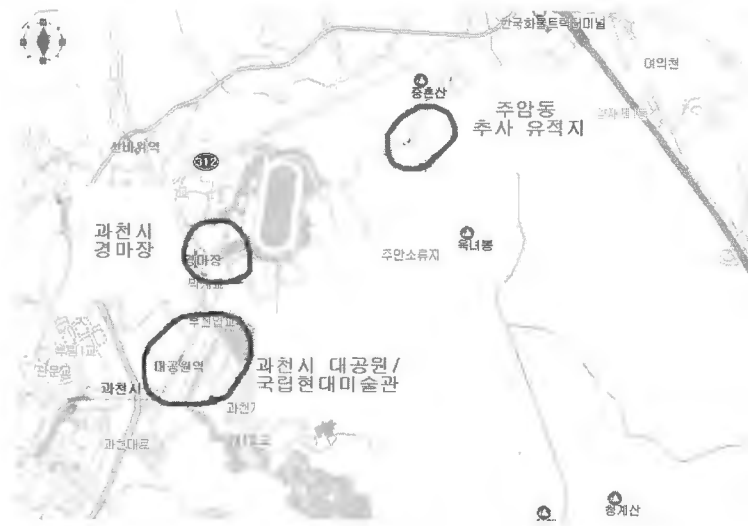 한국화물트럭터미널
여의천
중촌산
주암동
추사 유적지
선바위역
312
과천시
경마장
경마장
옥녀봉
주안소류지
과천시 대공원/
국립현대미술관
대공원역
과천시
과천대로
청계산